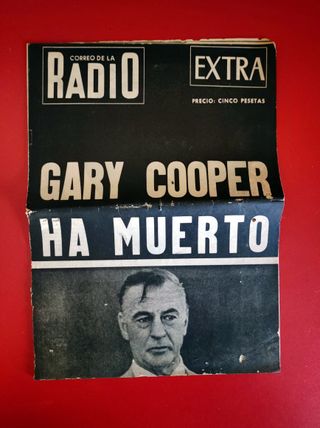 CORREO DE LA
RADIO
EXTRA
PRECIO: CINCO PESETAS
GARY COOPER
HA MUERTO